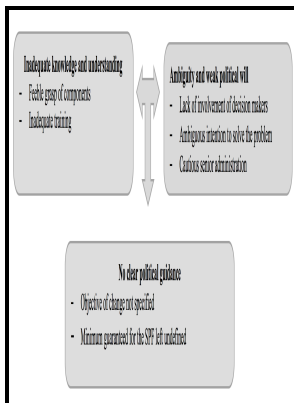 Inadequate knowledge and understanding
- Feeble grasp of components
- Inadequate training
Ambiguity and weak political will
- Lack of involvement of decision makers
- Ambiguous intention to solve the problem
- Cautious senior administration
No clear political guidance
- Objective of change not specified
- Minimum guaranteed for the SPF left undefined